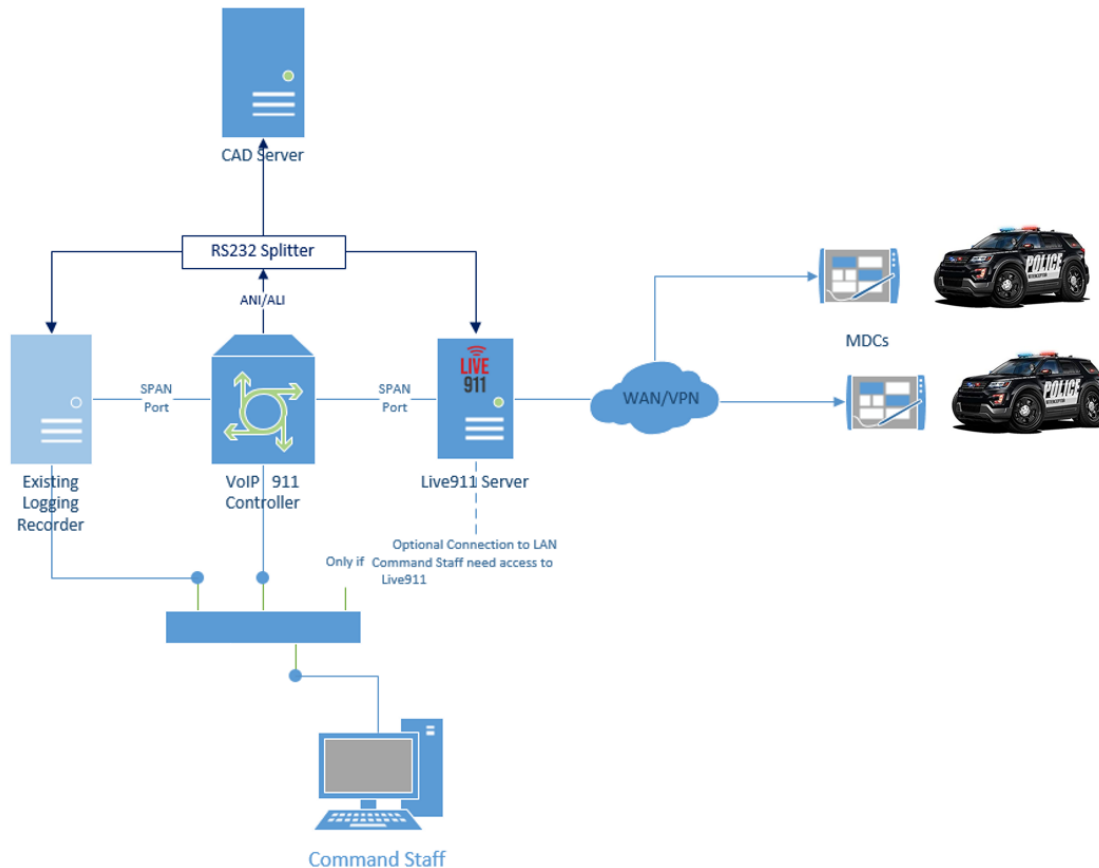 CAD Server
RS232 Splitter
ANI/ALI
LIVE
911
SPAN
Port
SPAN
Port
WAN/VPN
MDCs
POLICE
INTERCEPTOR
POLICE
INTERCEPTOR
Existing
Logging
Recorder
VoIP 911
Controller
Live911 Server
Optional Connection to LAN
Only if Command Staff need access to
Live911
Command Staff